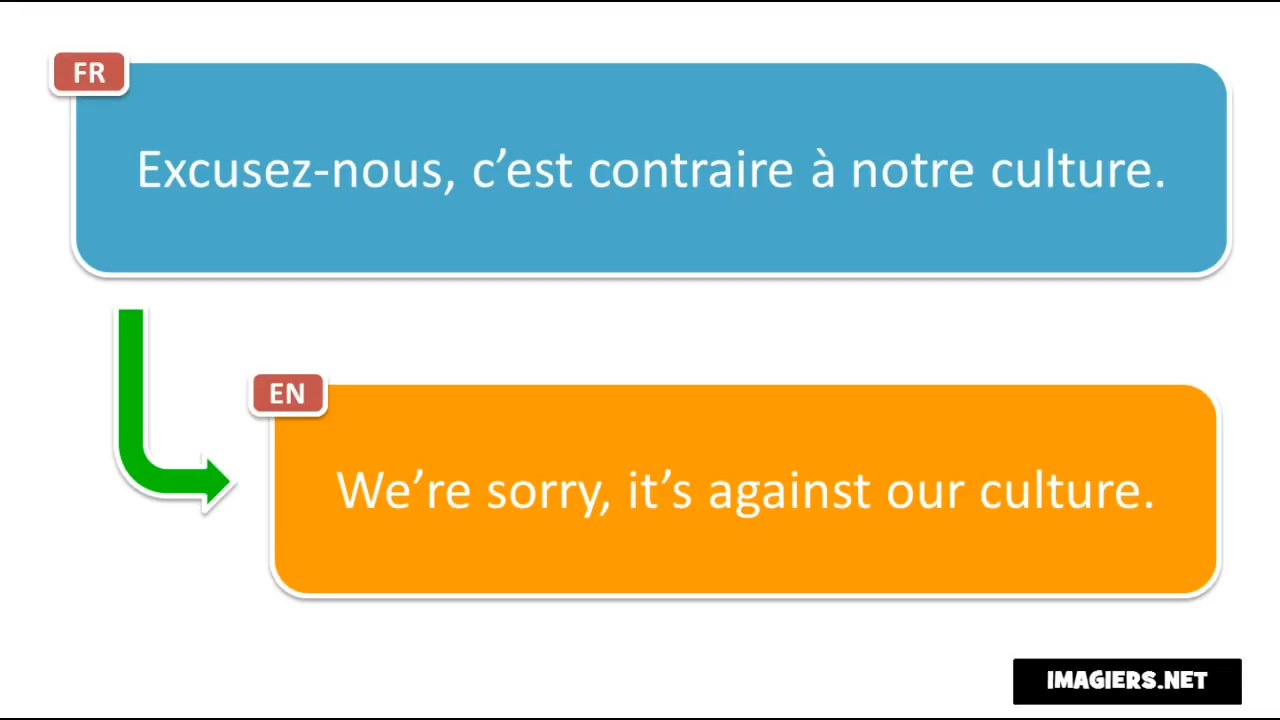 FR
Excusez-nous, c’est contraire à notre culture.
EN
We’re sorry, it’s against our culture.
IMAGIERS.NET